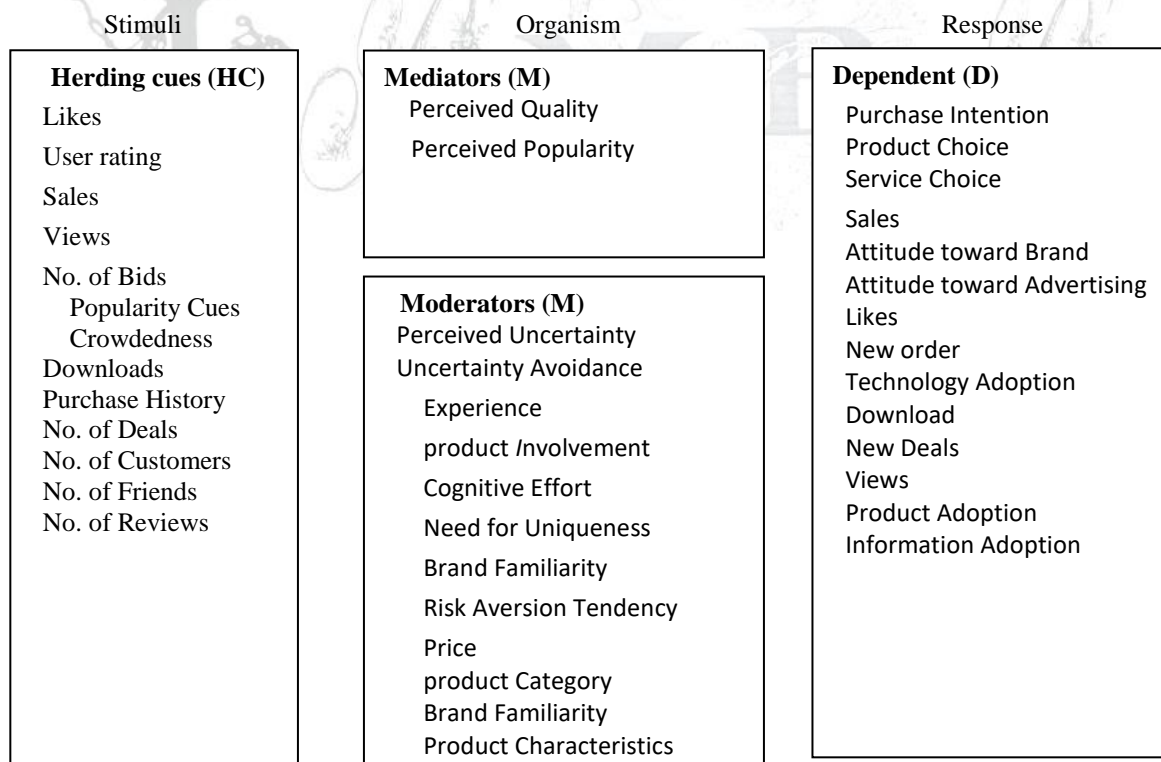 Stimuli
Herding cues (HC)
Likes
User rating
Sales
Views
No. of Bids
Popularity Cues
Crowdedness
Downloads
Purchase History
No. of Deals
No. of Customers
No. of Friends
No. of Reviews
Organism
Mediators (M)
Perceived Quality
Perceived Popularity
Moderators (M)
Perceived Uncertainty
Uncertainty Avoidance
Experience
product Involvement
Cognitive Effort
Need for Uniqueness
Brand Familiarity
Risk Aversion Tendency
Price
product Category
Brand Familiarity
Product Characteristics
Response
Dependent (D)
Purchase Intention
Product Choice
Service Choice
Sales
Attitude toward Brand
Attitude toward Advertising
Likes
New order
Technology Adoption
Download
New Deals
Views
Product Adoption
Information Adoption